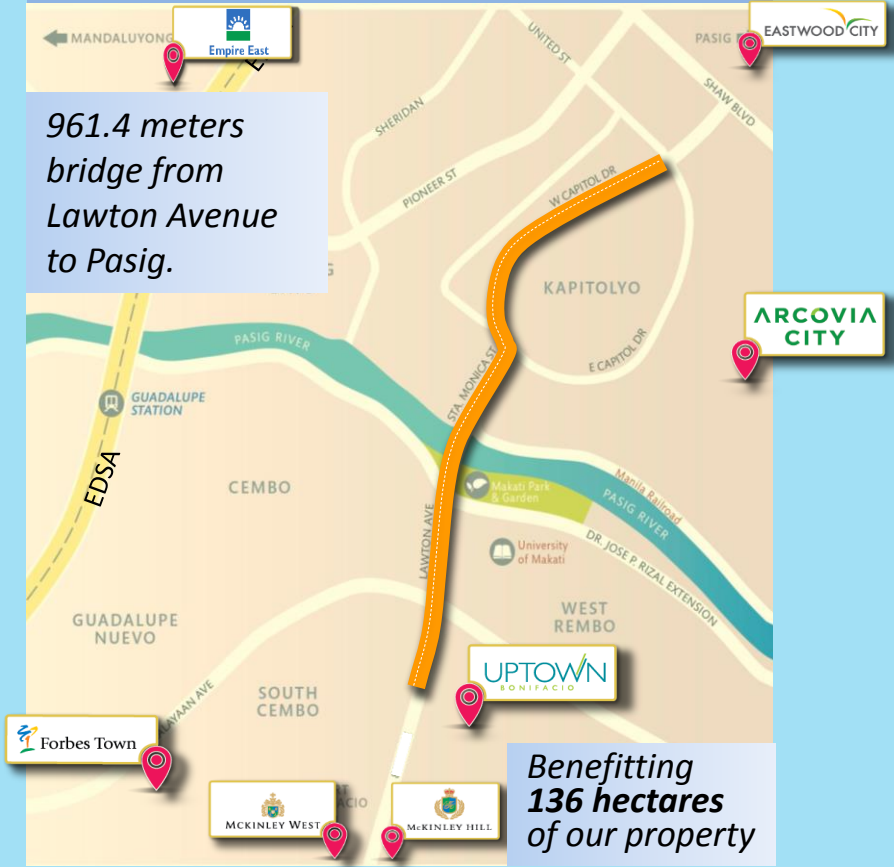 MANDALUYONG
Empire East
PASIG
EASTWOOD CITY
UNITED ST
SHAW BLVD
961.4 meters
bridge from
Lawton Avenue
to Pasig.
SHERIDAN
PIONEER ST
W CAPITOL DR
KAPITOLYO
ARCOVIA
CITY
PASIG RIVER
E CAPITOL DR
STA. MONICA ST
GUADALUPE
STATION
EDSA
CEMBO
Makati Park
& Garden
Manila Railroad
PASIG RIVER
LAWTON AVE
University
of Makati
DR. JOSE P. RIZAL EXTENSION
WEST
REMBO
GUADALUPE
NUEVO
UPTOWN
BONIFACIO
SOUTH
CEMBO
ALAYAAN AVE
Forbes Town
MCKINLEY WEST
ACIO
McKINLEY HILL
Benefitting
136 hectares
of our property